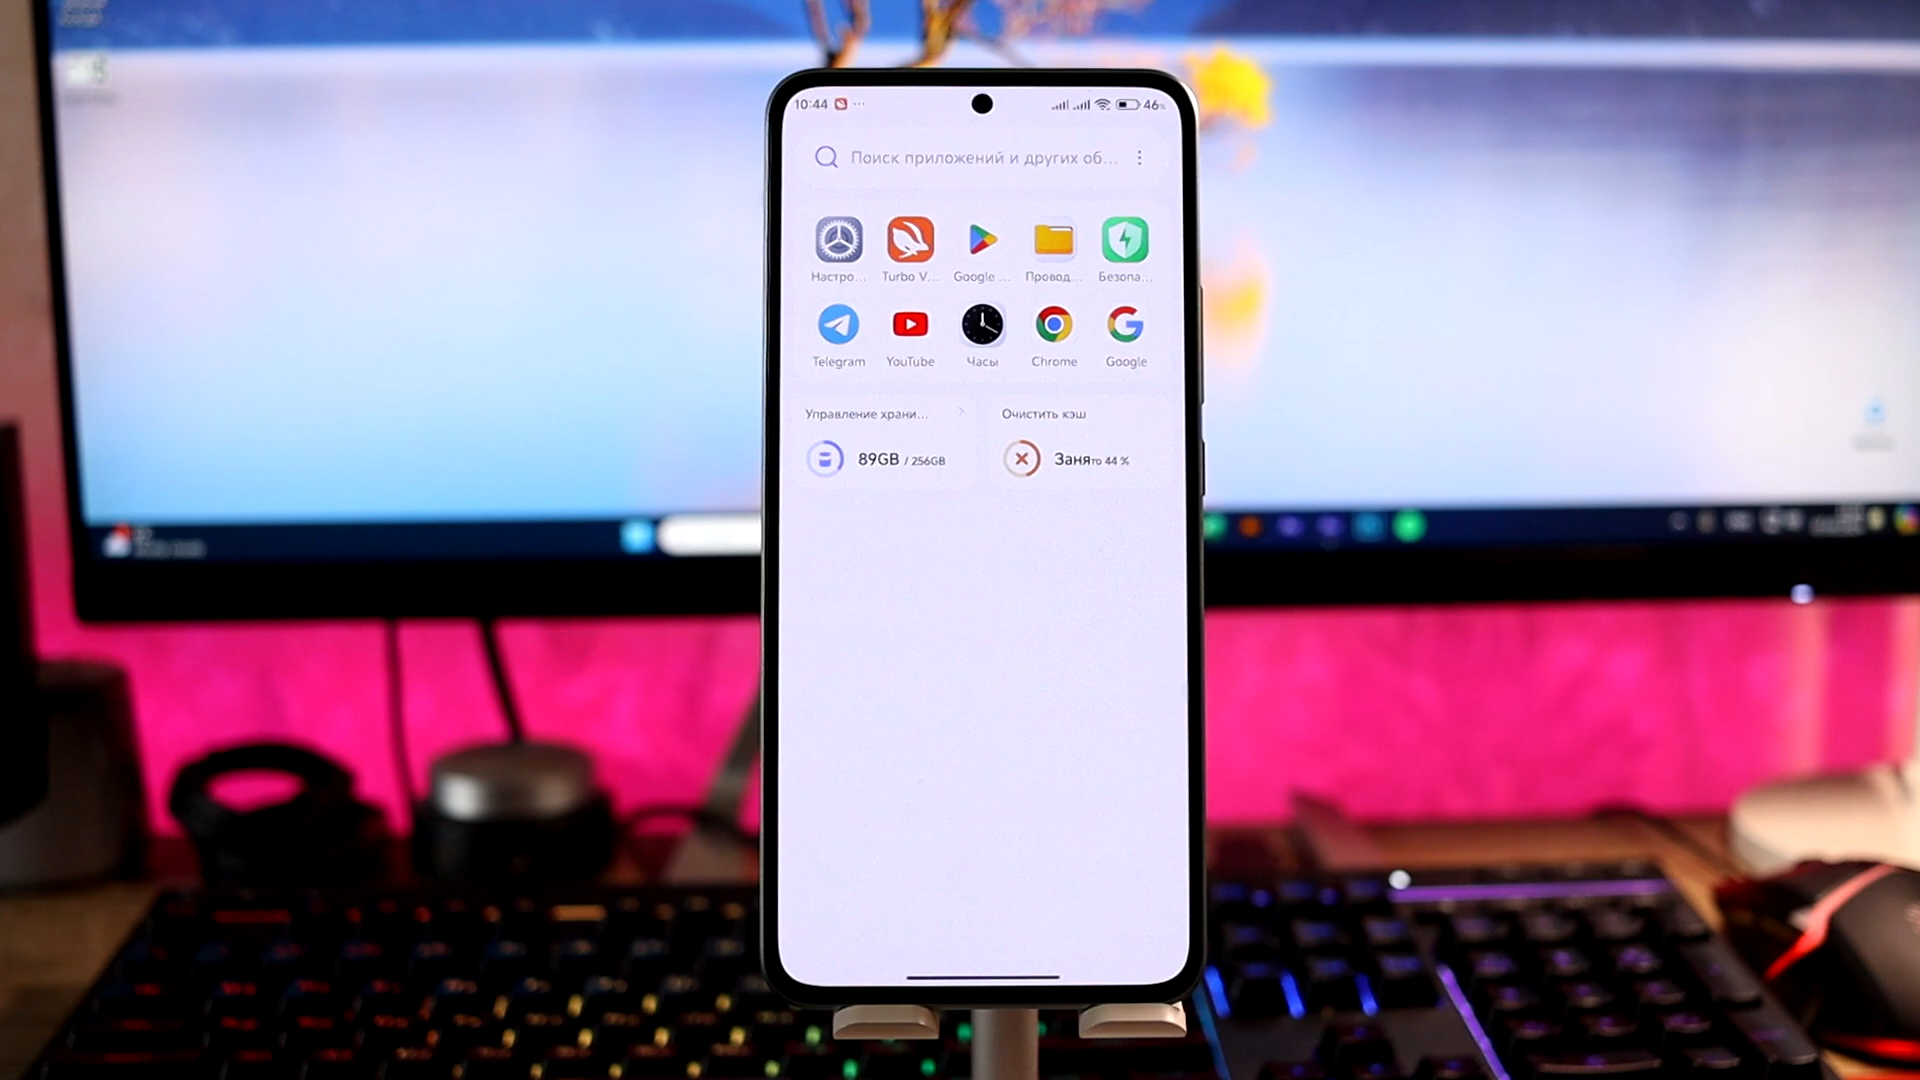 10:44 ··· 46%
Поиск приложений и других об...
Настро... Turbo V... Google ... Провод... Безопа...
Telegram YouTube Часы Chrome Google
Управление храни... Очистить кэш
89GB / 256GB Занято 44 %